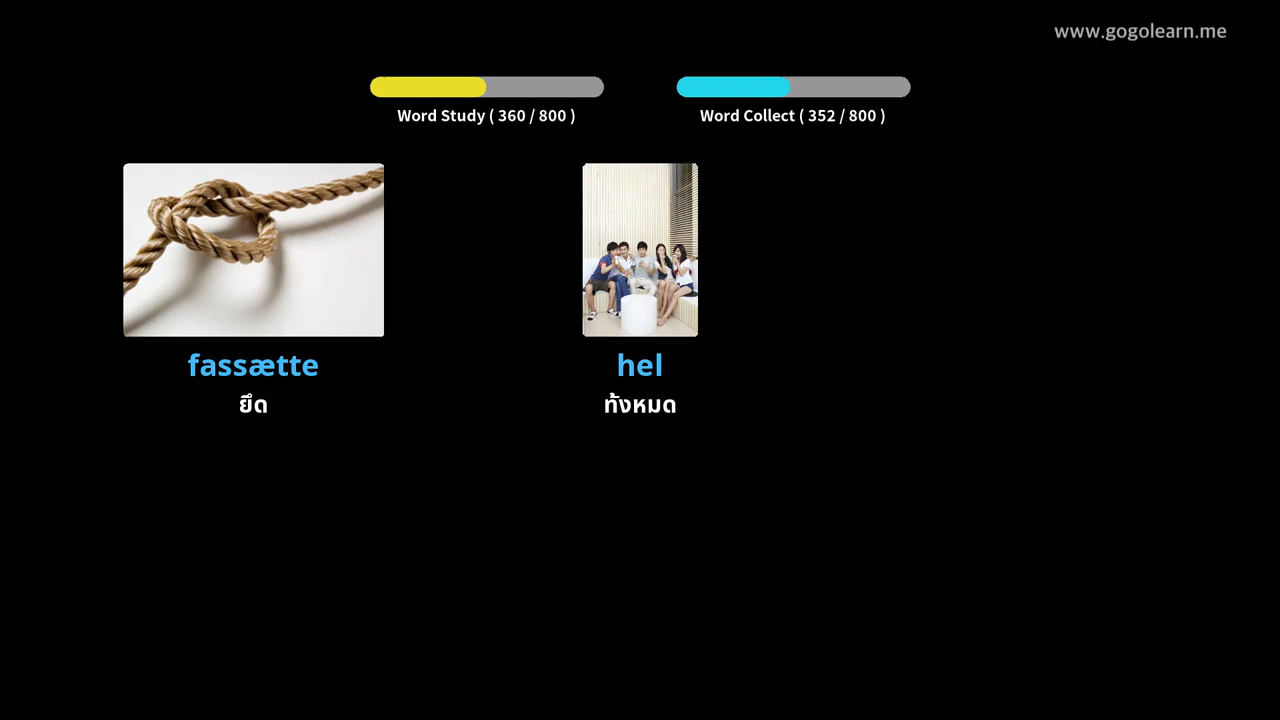 www.gogolearn.me
Word Study ( 360 / 800 )
Word Collect ( 352 / 800 )
fassætte
ยึด
hel
ทั้งหมด